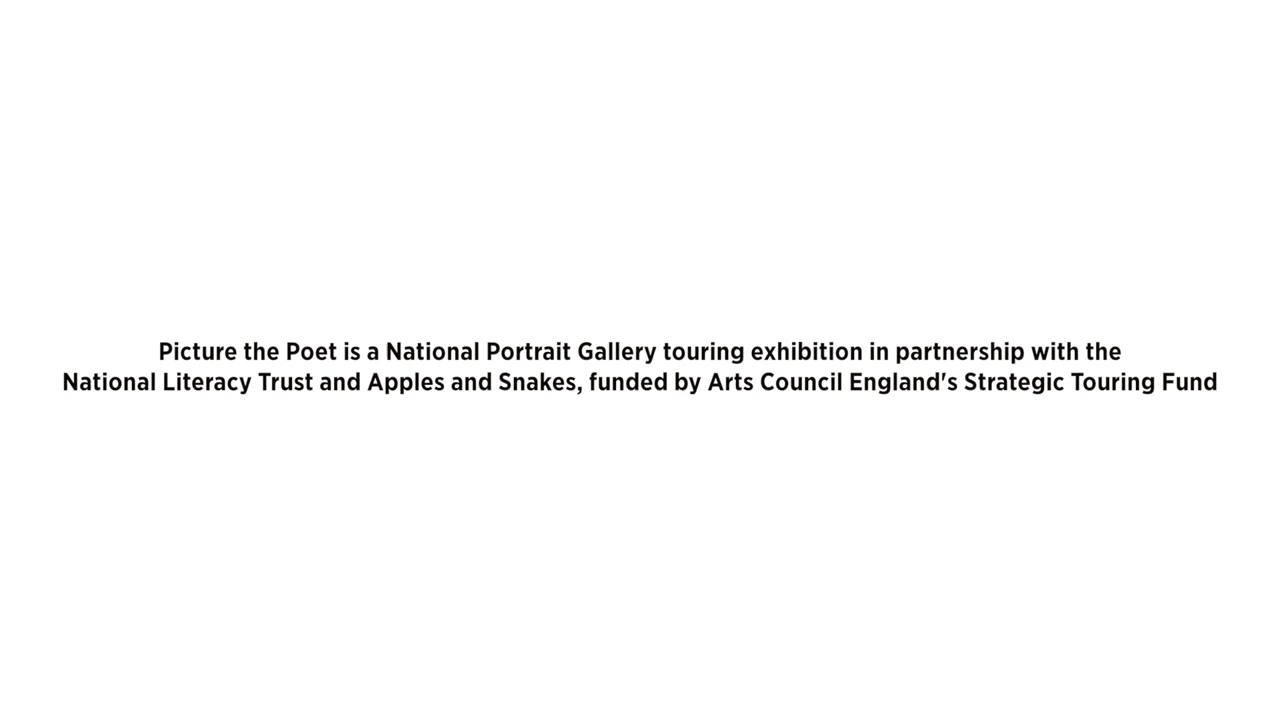 Picture the Poet is a National Portrait Gallery touring exhibition in partnership with the
National Literacy Trust and Apples and Snakes, funded by Arts Council England's Strategic Touring Fund